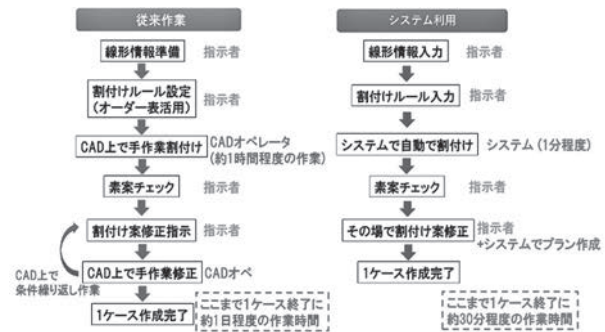 従来作業
線形情報準備 指示者
割付けルール設定
(オーダー表活用)
指示者
CAD上で手作業割付け
CADオペレータ
(約1時間程度の作業)
素案チェック 指示者
割付け案修正指示 指示者
CAD上で
条件繰り返し作業
CAD上で手作業修正 CADオペ
1ケース作成完了
ここまで1ケース終了に
約1日程度の作業時間
システム利用
線形情報入力 指示者
割付けルール入力 指示者
システムで自動で割付け システム(1分程度)
素案チェック 指示者
その場で割付け案修正
指示者
+システムでプラン作成
1ケース作成完了
ここまで1ケース終了に
約30分程度の作業時間